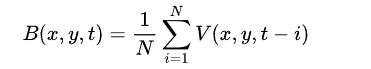 B(x, y, t) = \frac{1}{N} \sum_{i=1}^{N} V(x, y, t - i)